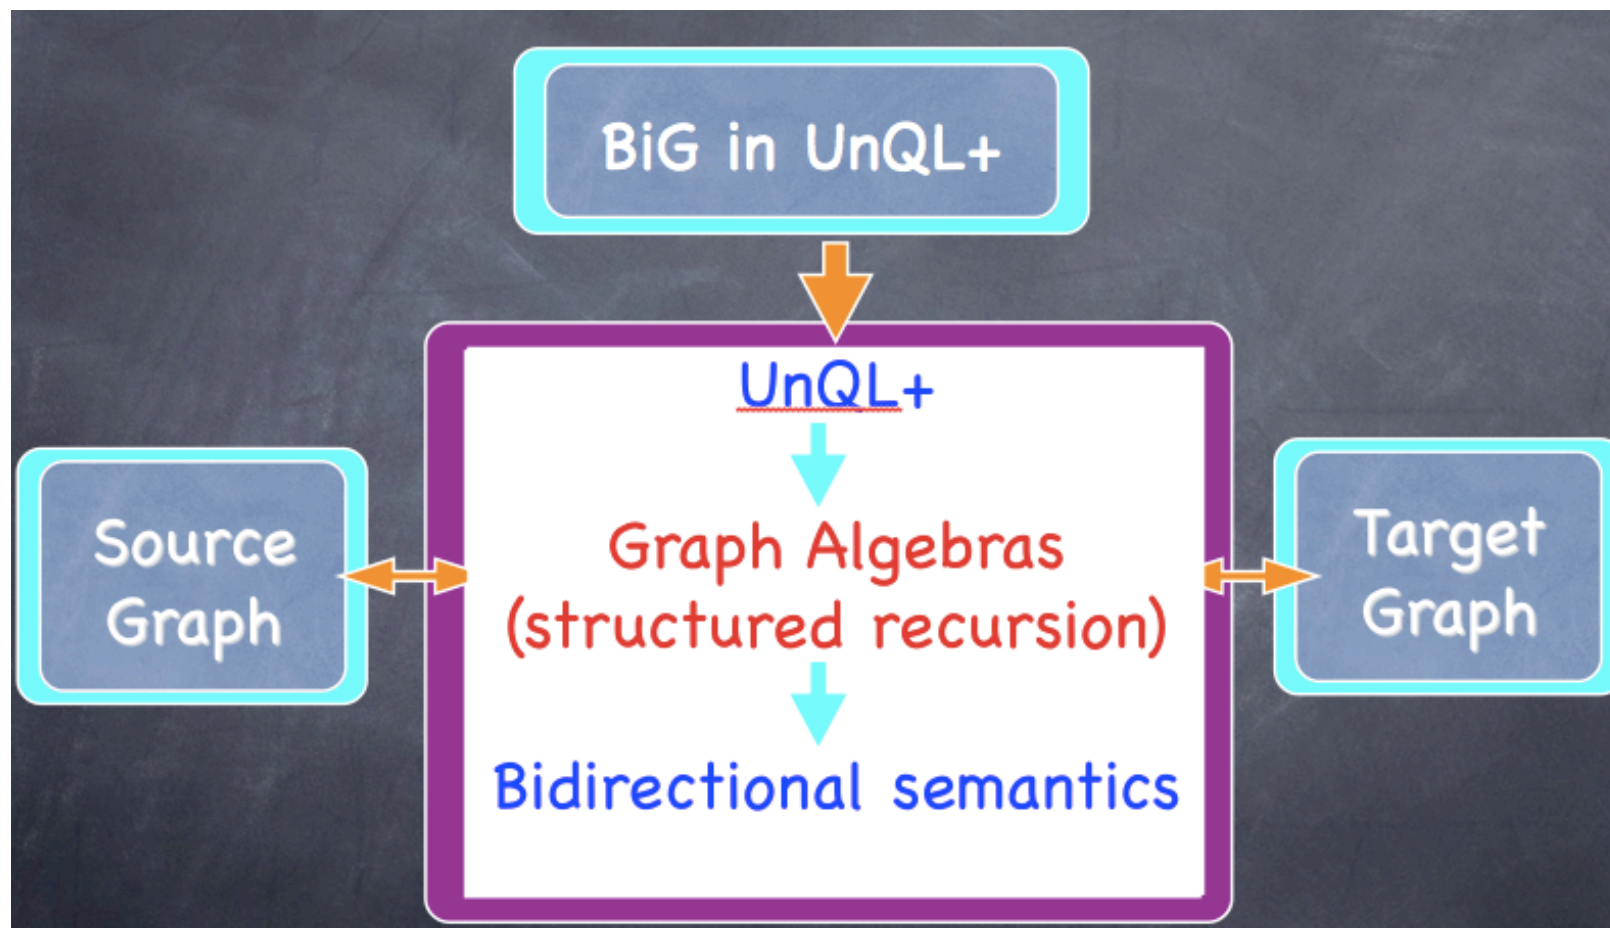 BiG in UnQL+
UnQL+
Source
Graph
Graph Algebras
(structured recursion)
Target
Graph
Bidirectional semantics